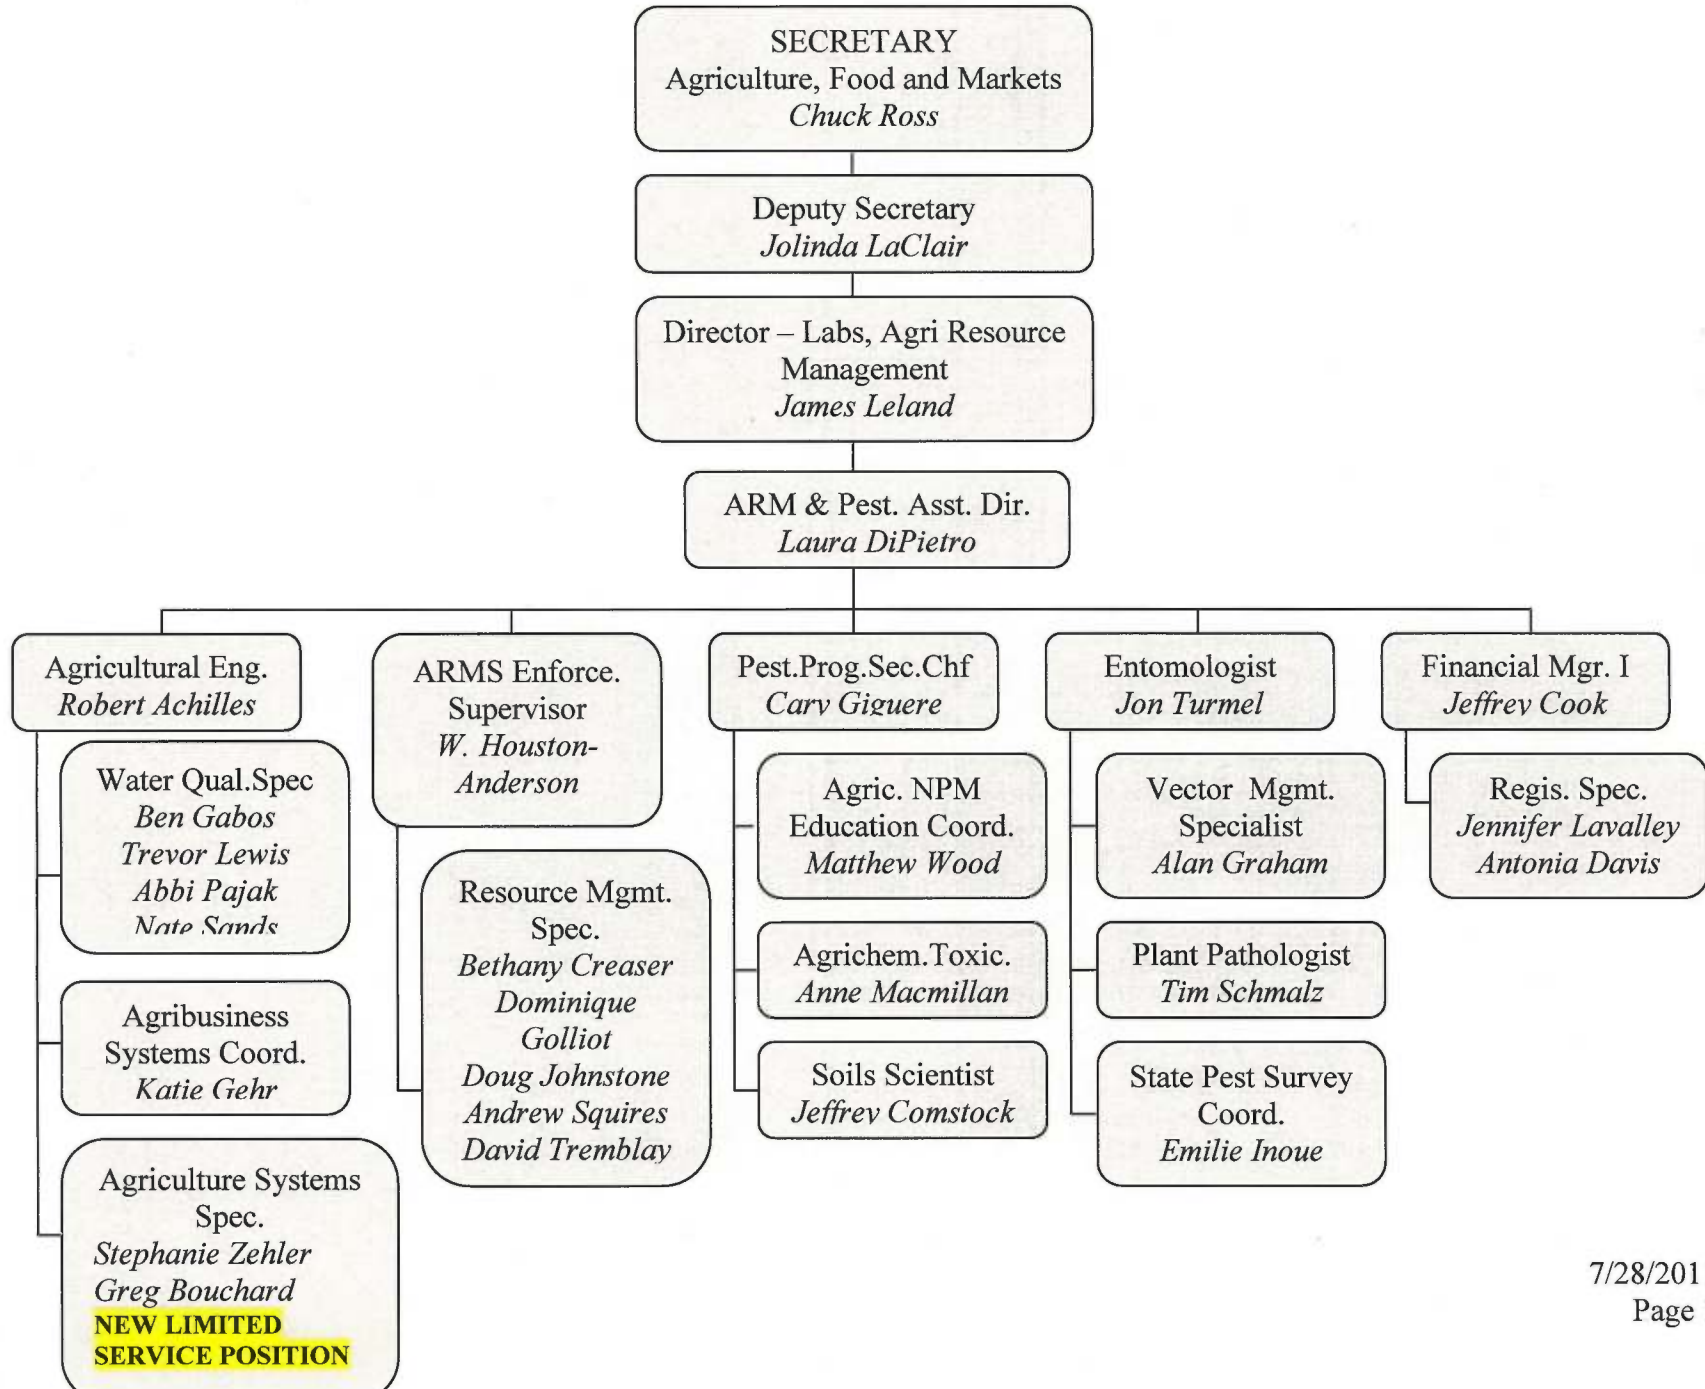 SECRETARY
Agriculture, Food and Markets
Chuck Ross
Deputy Secretary
Jolinda LaClair
Director – Labs, Agri Resource
Management
James Leland
ARM & Pest. Asst. Dir.
Laura DiPietro
Agricultural Eng.
Robert Achilles
Water Qual.Spec
Ben Gabos
Trevor Lewis
Abbi Pajak
Nate Sands
Agribusiness
Systems Coord.
Katie Gehr
Agriculture Systems
Spec.
Stephanie Zehler
Greg Bouchard
NEW LIMITED
SERVICE POSITION
ARMS Enforce.
Supervisor
W. Houston-
Anderson
Resource Mgmt.
Spec.
Bethany Creaser
Dominique
Golliot
Doug Johnstone
Andrew Squires
David Tremblay
Pest.Prog.Sec.Chf
Cary Giguere
Agric. NPM
Education Coord.
Matthew Wood
Agrichem.Toxic.
Anne Macmillan
Soils Scientist
Jeffrey Comstock
Entomologist
Jon Turmel
Vector Mgmt.
Specialist
Alan Graham
Plant Pathologist
Tim Schmalz
State Pest Survey
Coord.
Emilie Inoue
Financial Mgr. I
Jeffrey Cook
Regis. Spec.
Jennifer Lavalley
Antonia Davis
7/28/201
Page